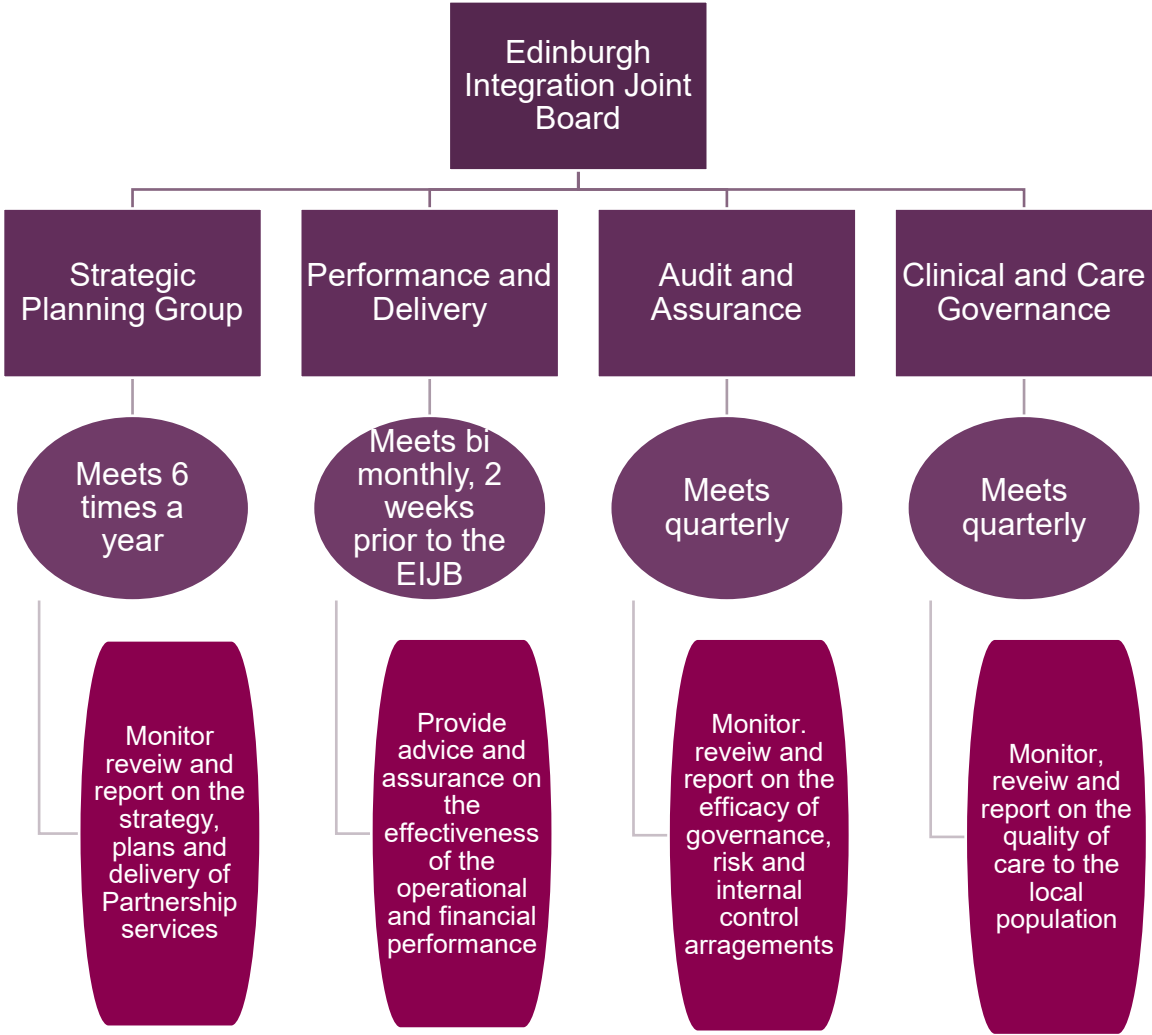 Edinburgh
Integration Joint
Board
Strategic
Planning Group
Performance and
Delivery
Audit and
Assurance
Clinical and Care
Governance
Meets 6
times a
year
Meets bi
monthly, 2
weeks
prior to the
EIJB
Meets
quarterly
Meets
quarterly
Monitor
reveiw and
report on the
strategy,
plans and
delivery of
Partnership
services
Provide
advice and
assurance on
the
effectiveness
of the
operational
and financial
performance
Monitor.
reveiw and
report on the
efficacy of
governance,
risk and
internal
control
arragements
Monitor,
reveiw and
report on the
quality of
care to the
local
population